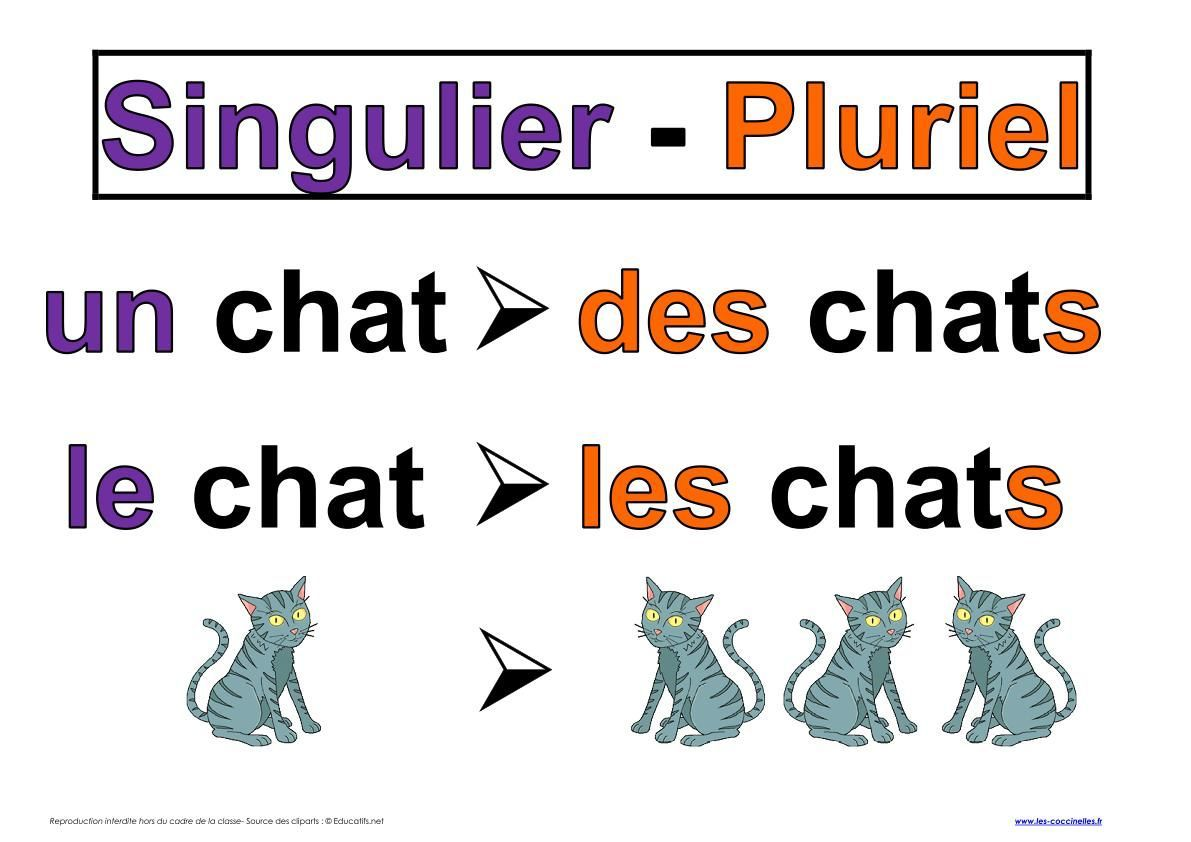 Singulier - Pluriel
un chat ➢ des chats
le chat ➢ les chats
➢
Reproduction interdite hors du cadre de la classe- Source des cliparts : © Educatifs.net
www.les-coccinelles.fr